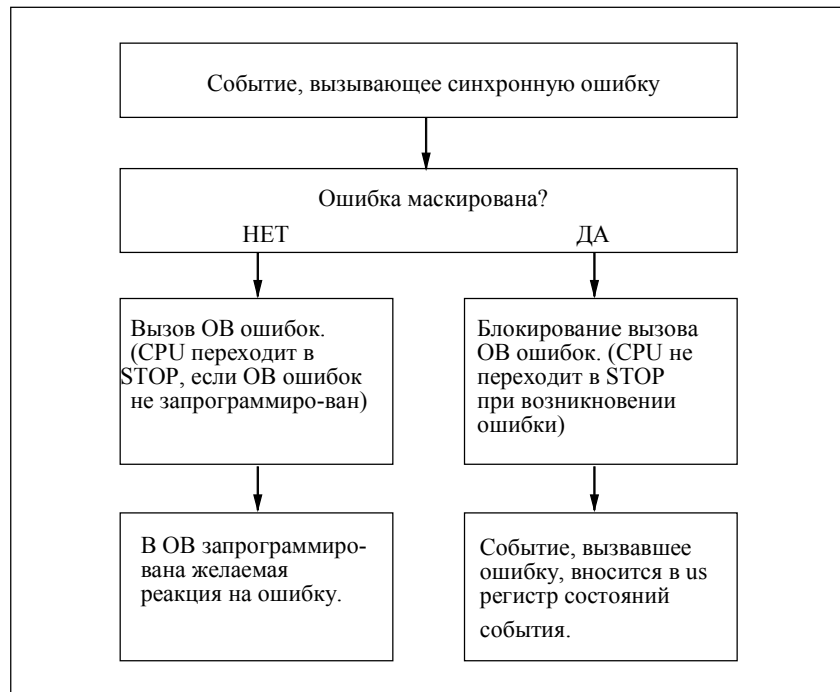 Событие, вызывающее синхронную ошибку
Ошибка маскирована?
НЕТ
ДА
Вызов OB ошибок.
(CPU переходит в
STOP, если OB ошибок
не запрограммиро-ван)
Блокирование вызова
OB ошибок. (CPU не
переходит в STOP
при возникновении
ошибки)
В OB запрограммиро-
вана желаемая
реакция на ошибку.
Событие, вызвавшее
ошибку, вносится в us
регистр состояний
события.